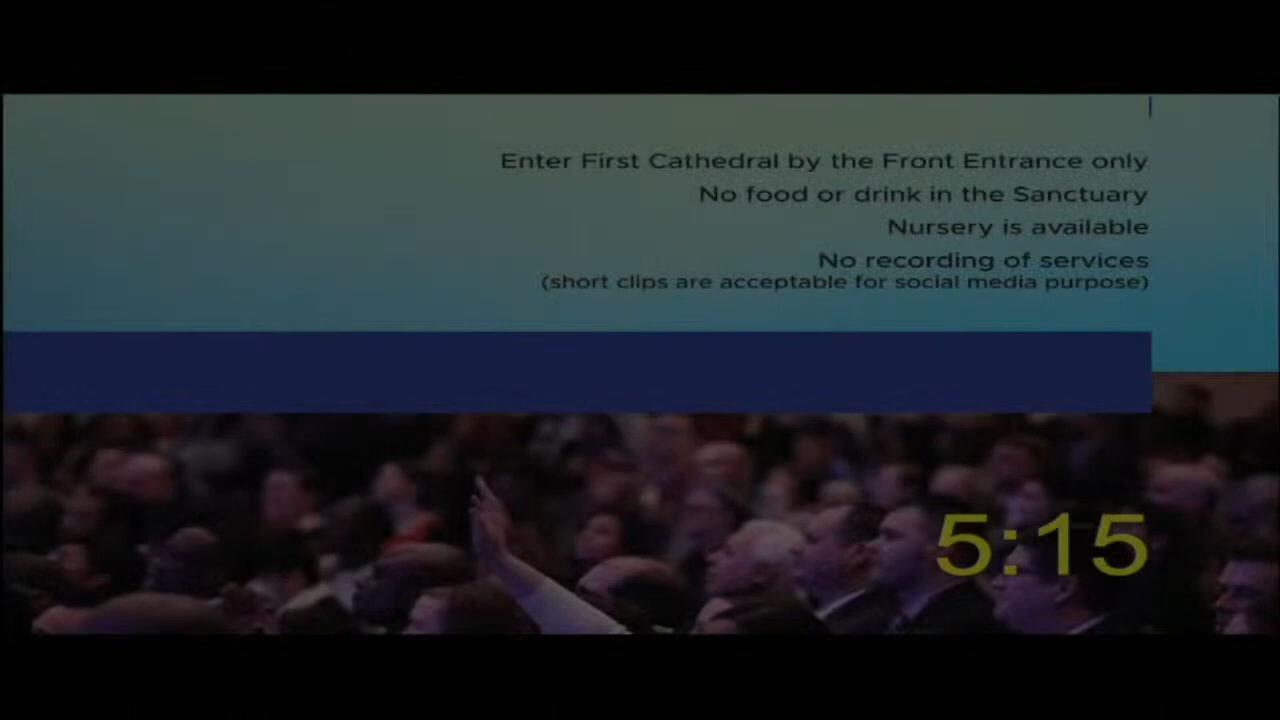 Enter First Cathedral by the Front Entrance only
No food or drink in the Sanctuary
Nursery is available
No recording of services
(short clips are acceptable for social media purpose)
5:15